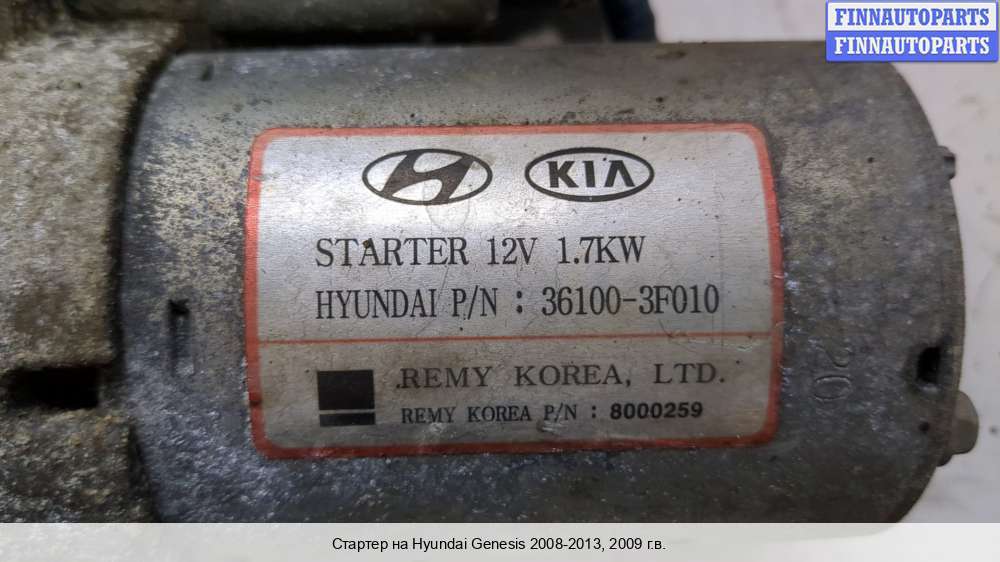 FINNAUTOPARTS
FINNAUTOPARTS
KIA
STARTER 12V 1.7KW
HYUNDAI P/N : 36100-3F010
REMY KOREA, LTD.
REMY KOREA P/N : 8000259
20
Стартер на Hyundai Genesis 2008-2013, 2009 г.в.